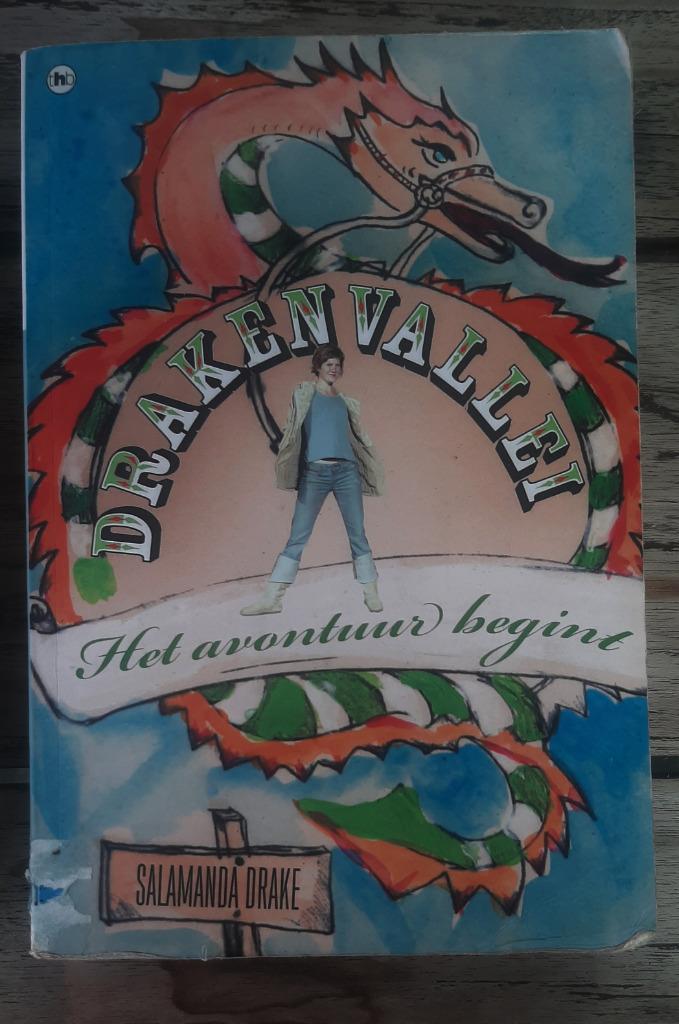 thb
DRAKENVALLEI
Het avontuur begint
SALAMANDA DRAKE